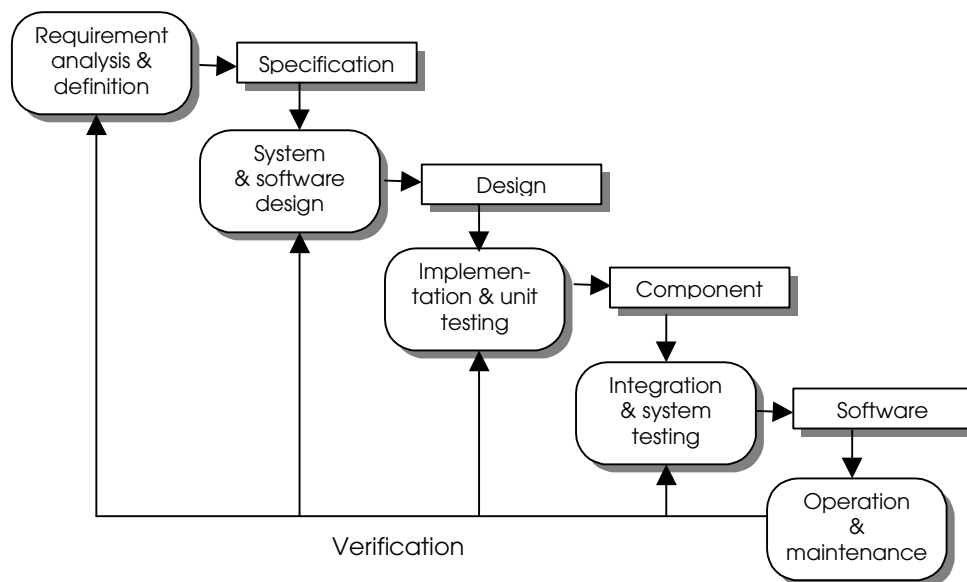 Requirement
analysis &
definition
Specification
System
& software
design
Design
Implemen-
tation & unit
testing
Component
Integration
& system
testing
Software
Operation
&
maintenance
Verification